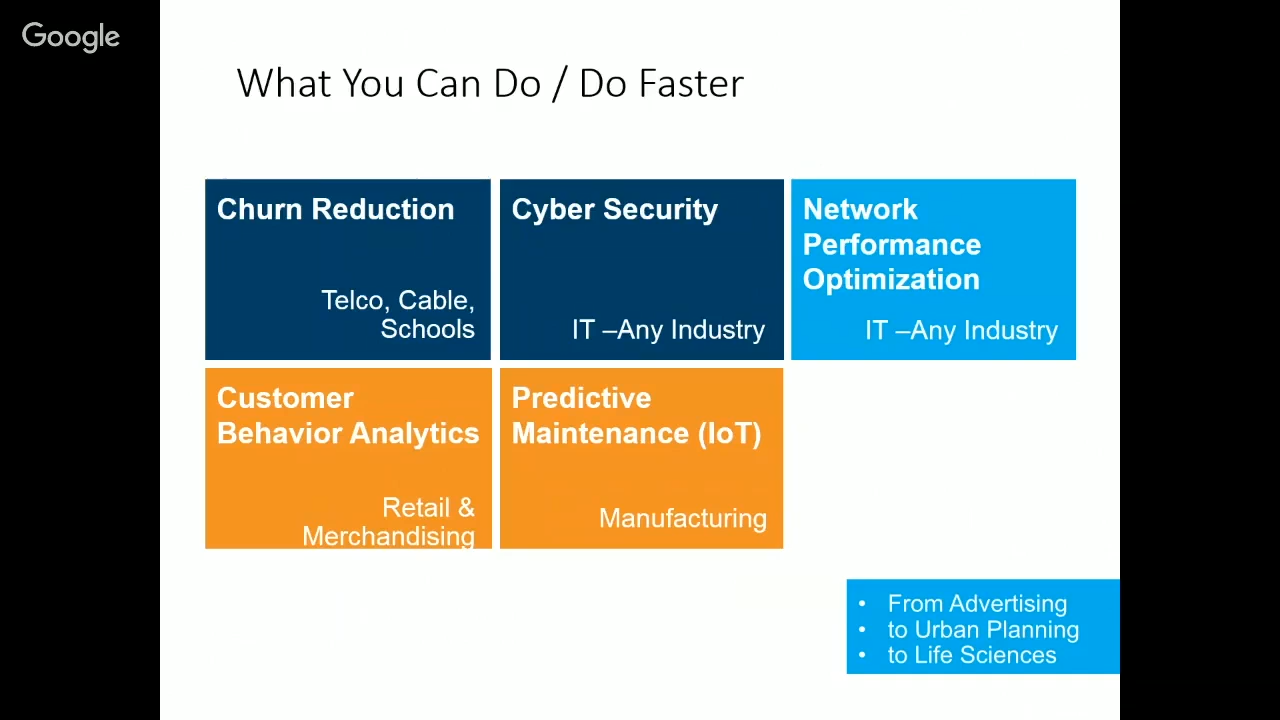 Google
What You Can Do / Do Faster
Churn Reduction
Telco, Cable,
Schools
Cyber Security
IT –Any Industry
Network
Performance
Optimization
IT –Any Industry
Customer
Behavior Analytics
Retail &
Merchandising
Predictive
Maintenance (IoT)
Manufacturing
• From Advertising
• to Urban Planning
• to Life Sciences